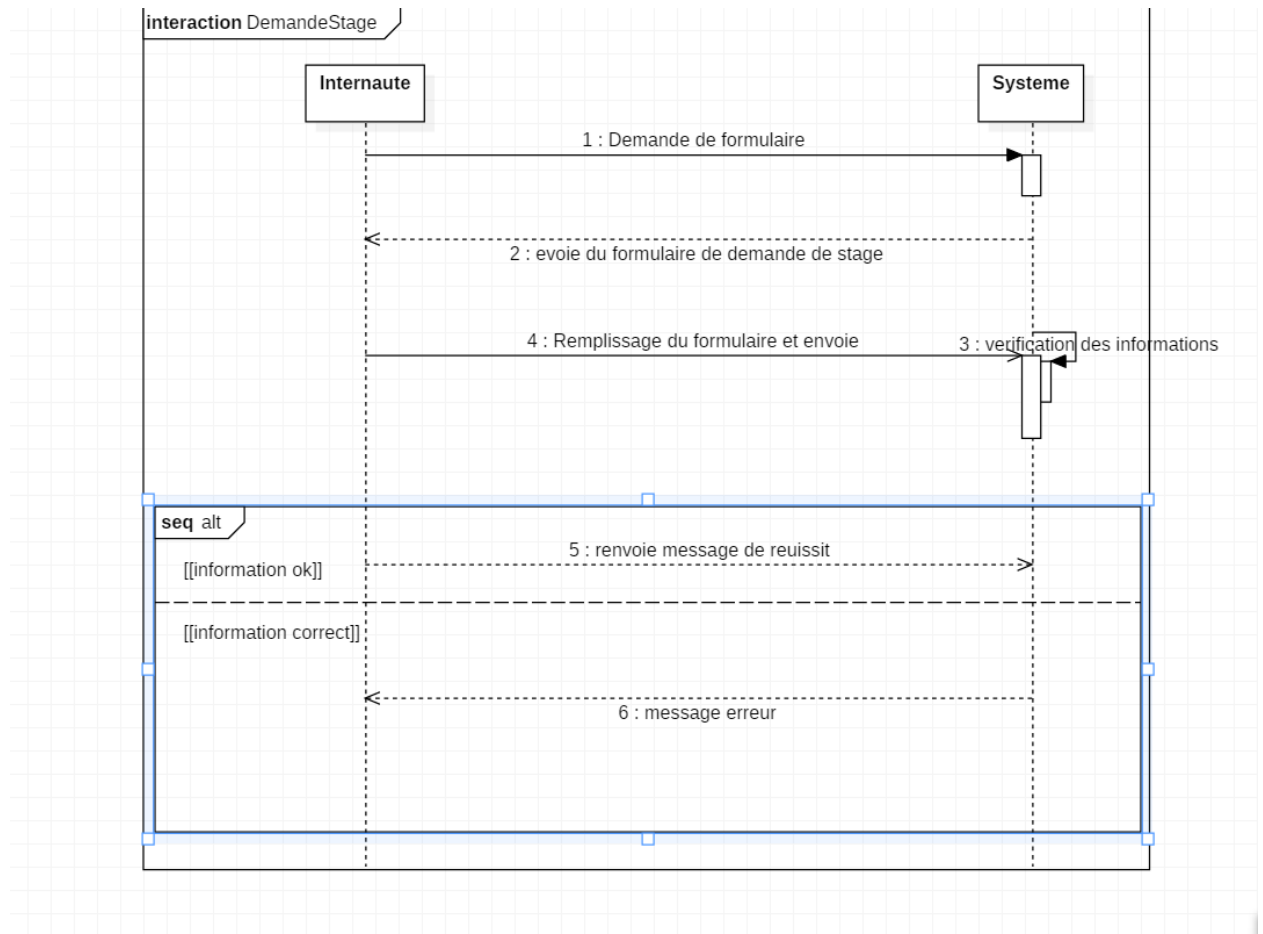 interaction DemandeStage
Internaute
Systeme
1 : Demande de formulaire
2 : evoie du formulaire de demande de stage
4 : Remplissage du formulaire et envoie
3 : verification des informations
seq alt
5 : renvoie message de reuissit
[[information ok]]
[[information correct]]
6 : message erreur